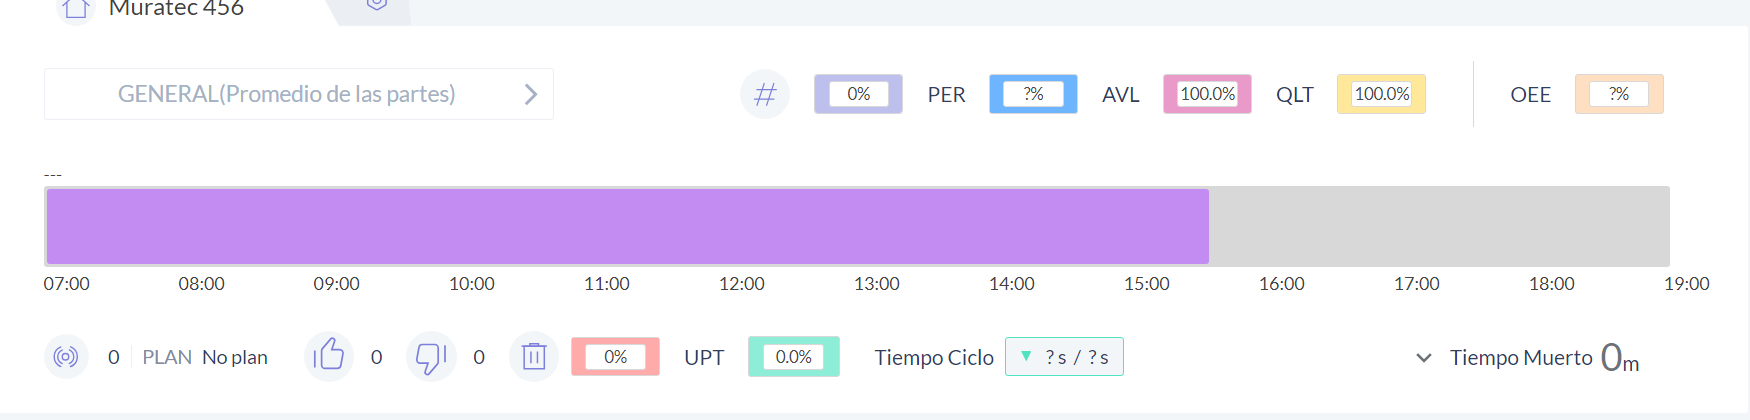 Muratec 456
GENERAL(Promedio de las partes) # 0% PER ?% AVL 100.0% QLT 100.0% OEE ?%
---
07:00 08:00 09:00 10:00 11:00 12:00 13:00 14:00 15:00 16:00 17:00 18:00 19:00
0 PLAN No plan 0 0 0% UPT 0.0% Tiempo Ciclo ▼ ?s / ?s Tiempo Muerto 0m